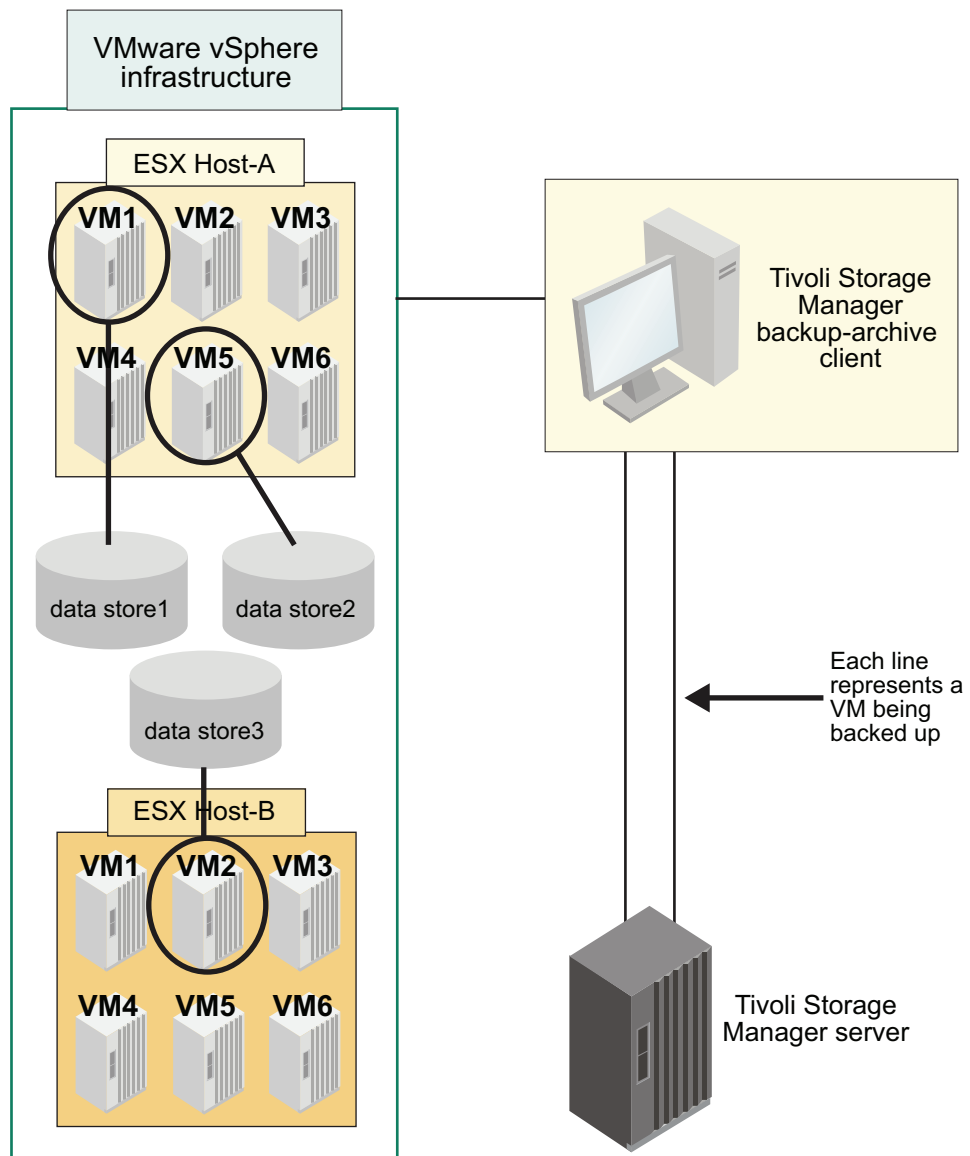 VMware vSphere
infrastructure
ESX Host-A
VM1 VM2 VM3
VM4 VM5 VM6
data store1 data store2
data store3
ESX Host-B
VM1 VM2 VM3
VM4 VM5 VM6
Tivoli Storage
Manager
backup-archive
client
Each line
represents a
VM being
backed up
Tivoli Storage
Manager server